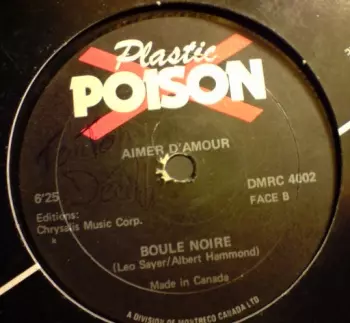 Plastic
POISON
AIMER D'AMOUR
6'25
DMRC 4002
FACE B
Editions:
Chrysalis Music Corp.
BOULE NOIRE
(Leo Sayer/Albert Hammond)
Made in Canada
A DIVISION OF MONTRECO CANADA LTD